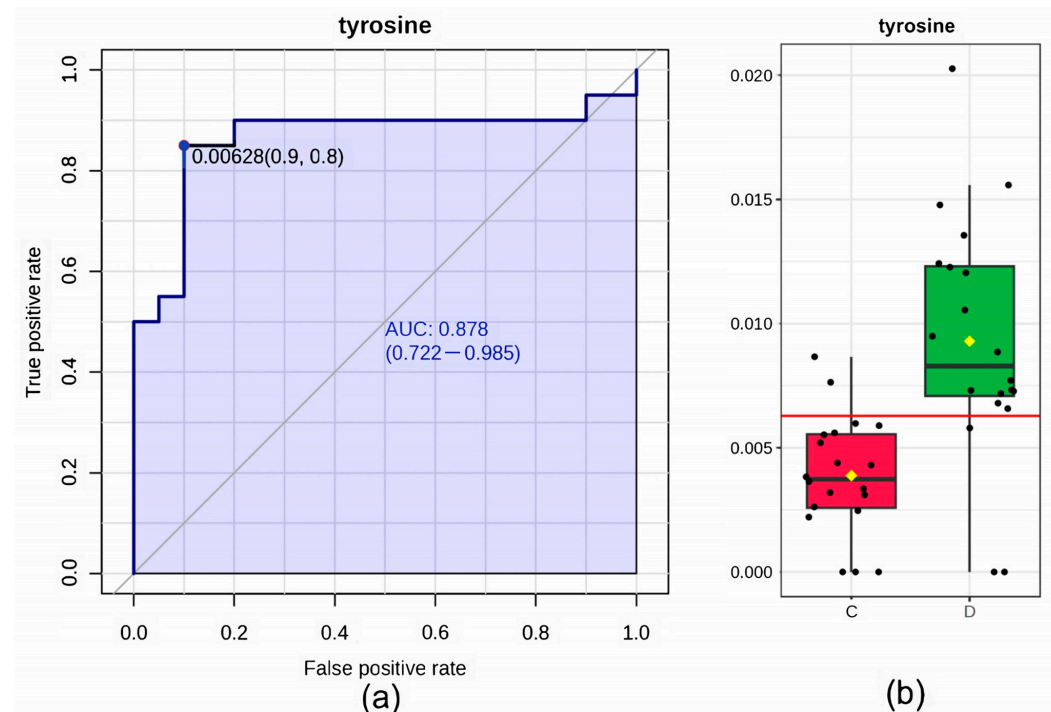 tyrosine
1.0
0.8
0.6
0.4
0.2
0.0
True positive rate
0.00628(0.9, 0.8)
AUC: 0.878
(0.722–0.985)
0.0 0.2 0.4 0.6 0.8 1.0
False positive rate
(a)
tyrosine
0.020
0.015
0.010
0.005
0.000
C D
(b)